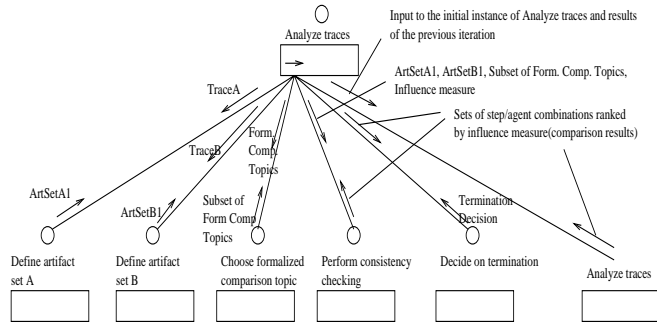 Input to the initial instance of Analyze traces and results
of the previous iteration
Analyze traces
ArtSetA1, ArtSetB1, Subset of Form. Comp. Topics,
Influence measure
TraceA
Sets of step/agent combinations ranked
by influence measure(comparison results)
Form.
Comp.
Topics
TraceB
ArtSetA1
ArtSetB1
Subset of
Form Comp
Topics
Termination
Decision
Define artifact
set A
Define artifact
set B
Choose formalized
comparison topic
Perform consistency
checking
Decide on termination
Analyze traces